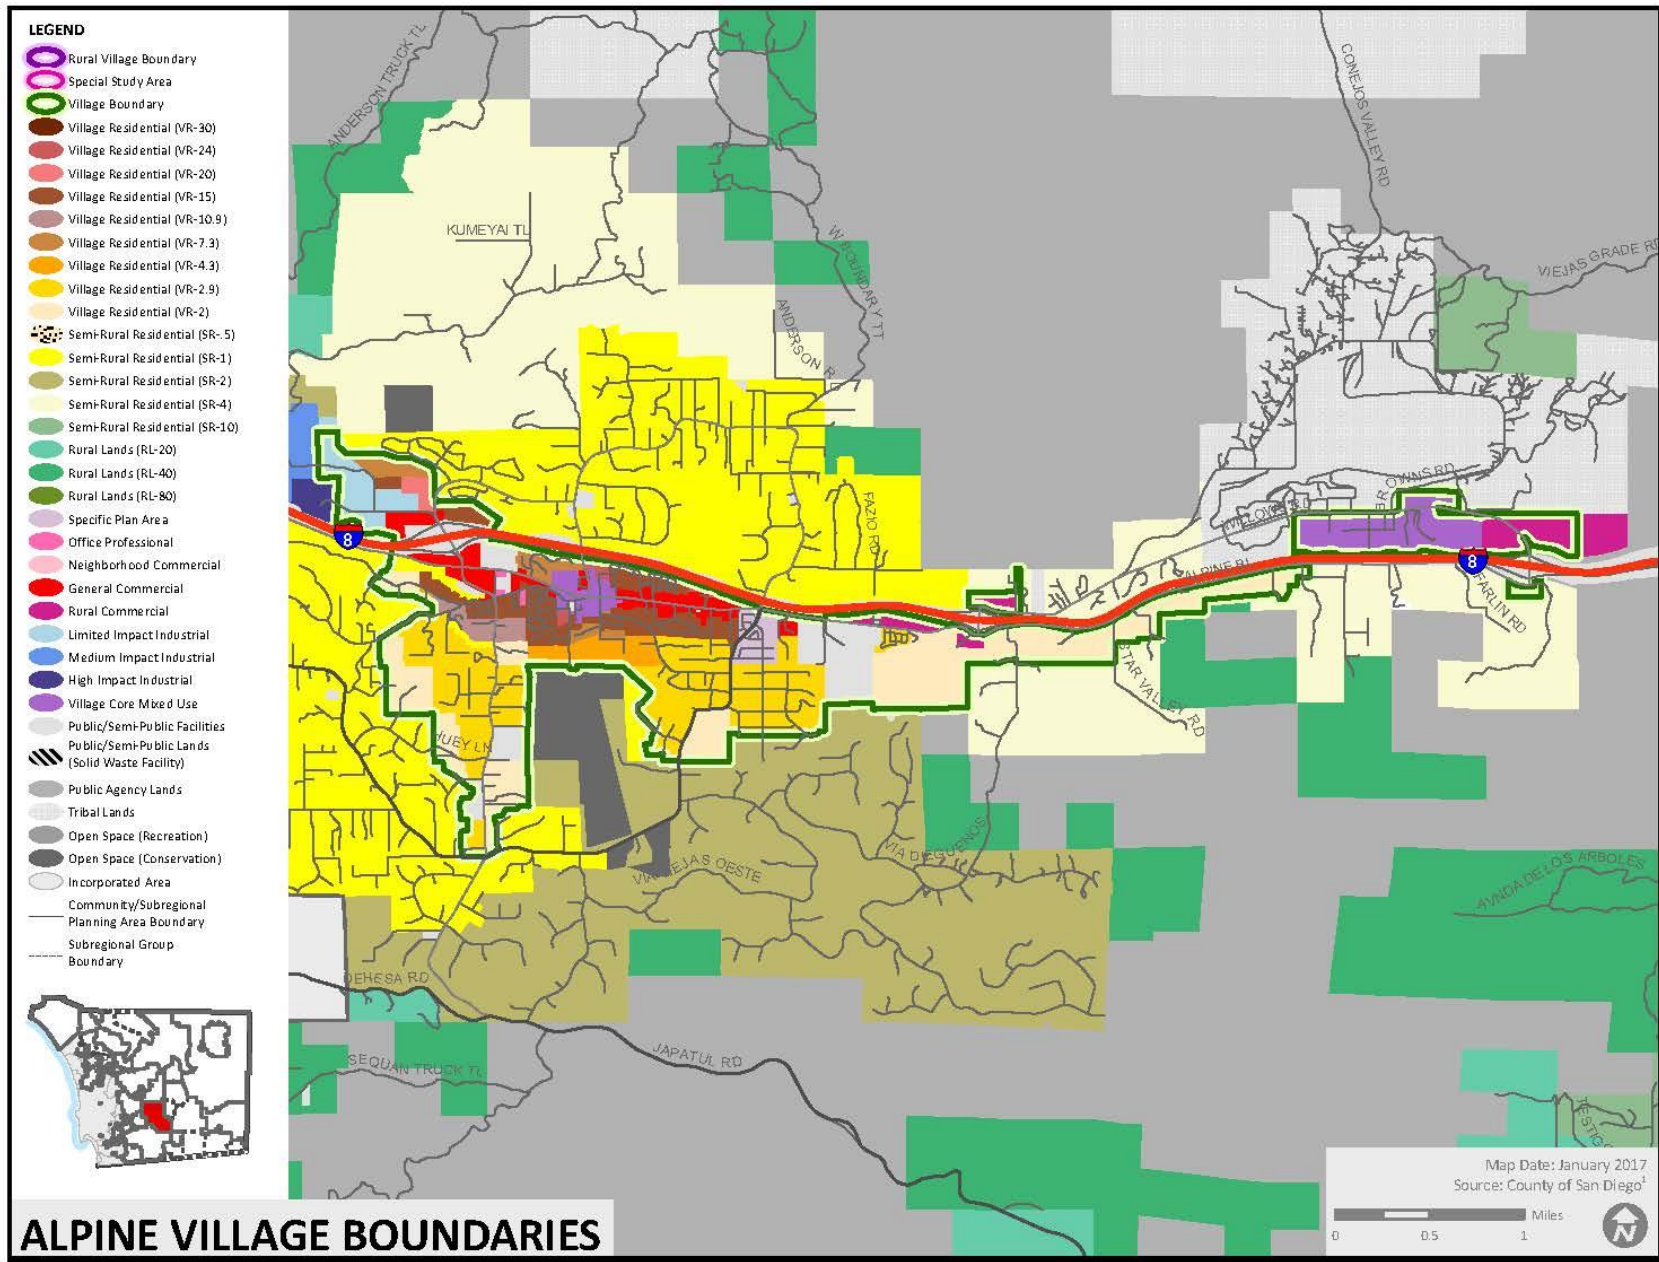 LEGEND
Rural Village Boundary
Special Study Area
Village Boundary
Village Residential (VR-30)
Village Residential (VR-24)
Village Residential (VR-20)
Village Residential (VR-15)
Village Residential (VR-10.9)
Village Residential (VR-7.3)
Village Residential (VR-4.3)
Village Residential (VR-2.9)
Village Residential (VR-2)
Semi-Rural Residential (SR-.5)
Semi-Rural Residential (SR-1)
Semi-Rural Residential (SR-2)
Semi-Rural Residential (SR-4)
Semi-Rural Residential (SR-10)
Rural Lands (RL-20)
Rural Lands (RL-40)
Rural Lands (RL-80)
Specific Plan Area
Office Professional
Neighborhood Commercial
General Commercial
Rural Commercial
Limited Impact Industrial
Medium Impact Industrial
High Impact Industrial
Village Core Mixed Use
Public/Semi-Public Facilities
Public/Semi-Public Lands
(Solid Waste Facility)
Public Agency Lands
Tribal Lands
Open Space (Recreation)
Open Space (Conservation)
Incorporated Area
Community/Subregional
Planning Area Boundary
Subregional Group
Boundary
ANDERSON TRUCK TL
CONEJOS VALLEY RD
KUMEYAI TL
W BOUNDARY TT
VIEJAS GRADE RD
ANDERSON R
FAZIO RD
OWNS RD
WILLOWS RD
8
8
ALPINE BL
FARLIN RD
STAR VALLEY RD
HUEY LN
VIA DIEGUENOS
VIA VIEJAS OESTE
AVNDA DE LOS ARBOLES
DEHESA RD
JAPATUL RD
SEQUAN TRUCK TL
Map Date: January 2017
Source: County of San Diego¹
Miles
0 0.5 1
N
ALPINE VILLAGE BOUNDARIES